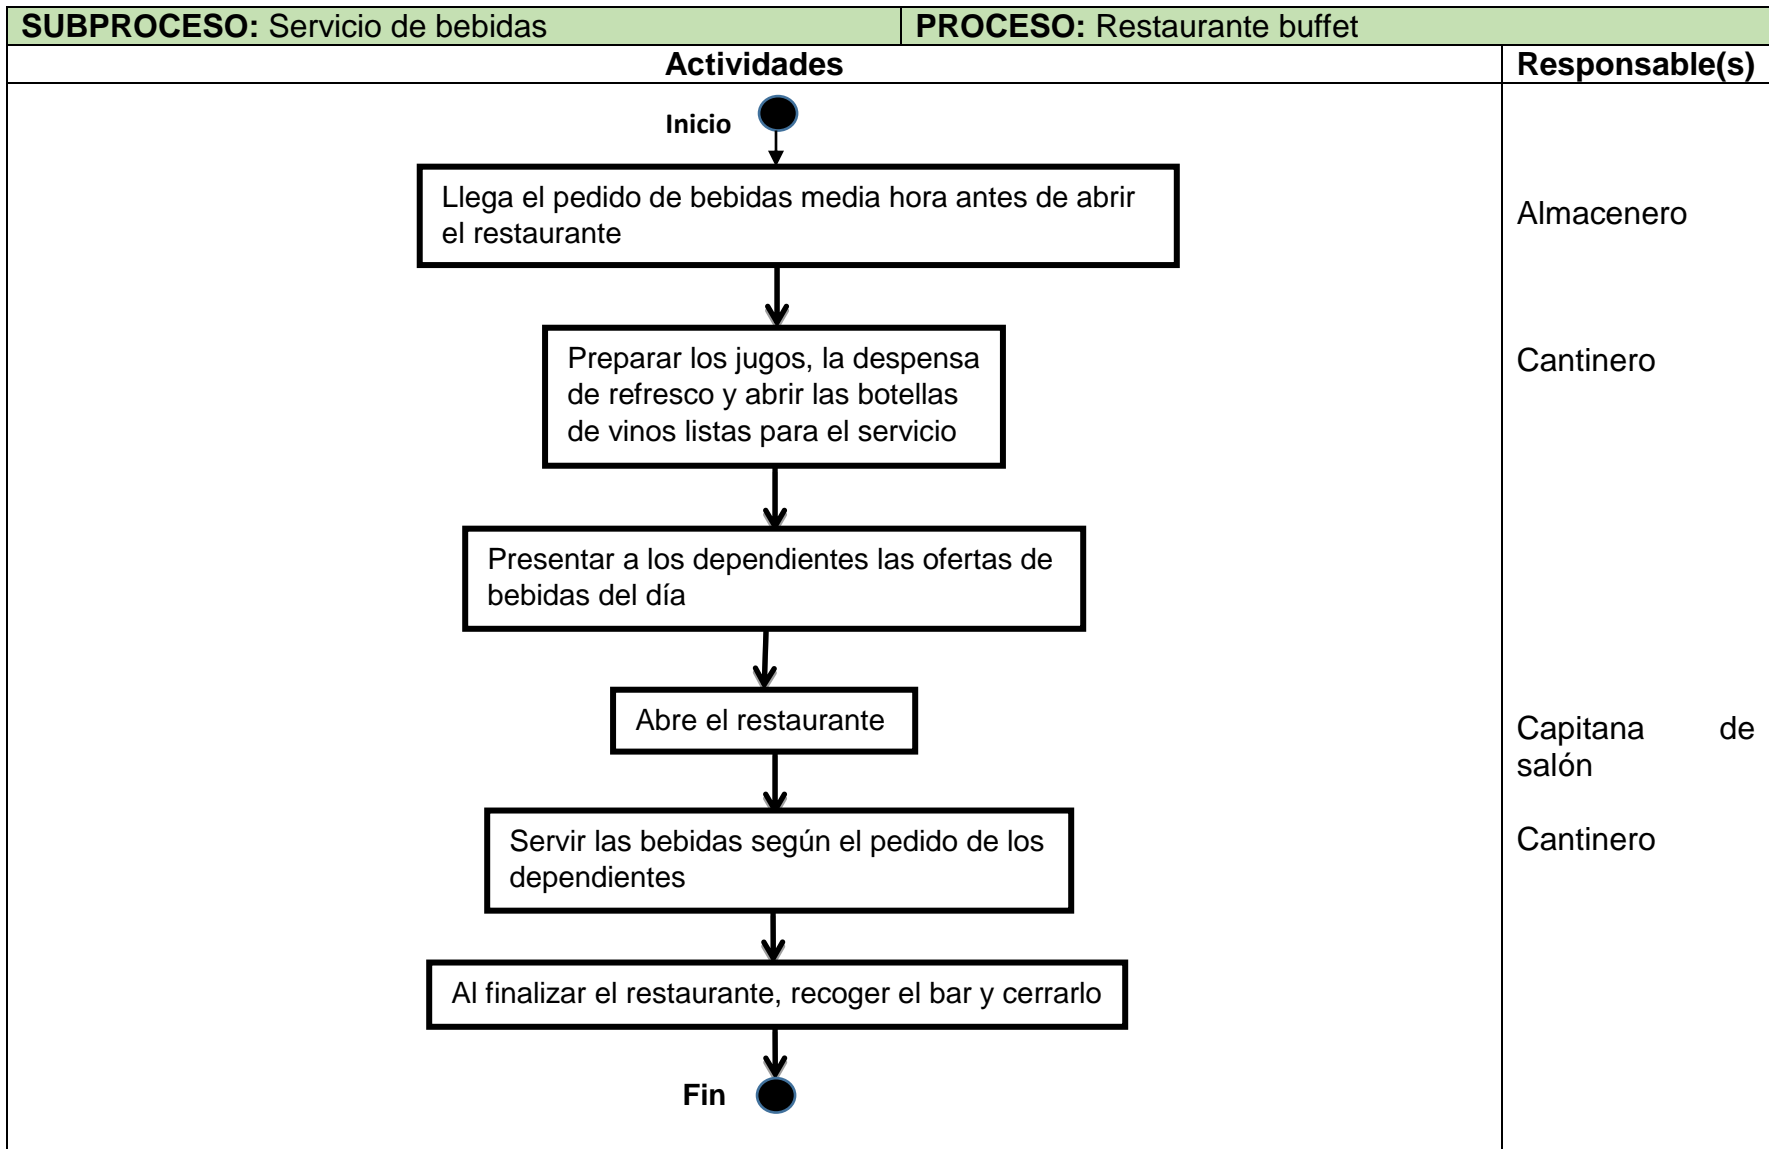 SUBPROCESO: Servicio de bebidas
PROCESO: Restaurante buffet
Actividades
Responsable(s)
Inicio
Llega el pedido de bebidas media hora antes de abrir
el restaurante
Almacenero
Preparar los jugos, la despensa
de refresco y abrir las botellas
de vinos listas para el servicio
Cantinero
Presentar a los dependientes las ofertas de
bebidas del día
Abre el restaurante
Capitana de
salón
Servir las bebidas según el pedido de los
dependientes
Cantinero
Al finalizar el restaurante, recoger el bar y cerrarlo
Fin